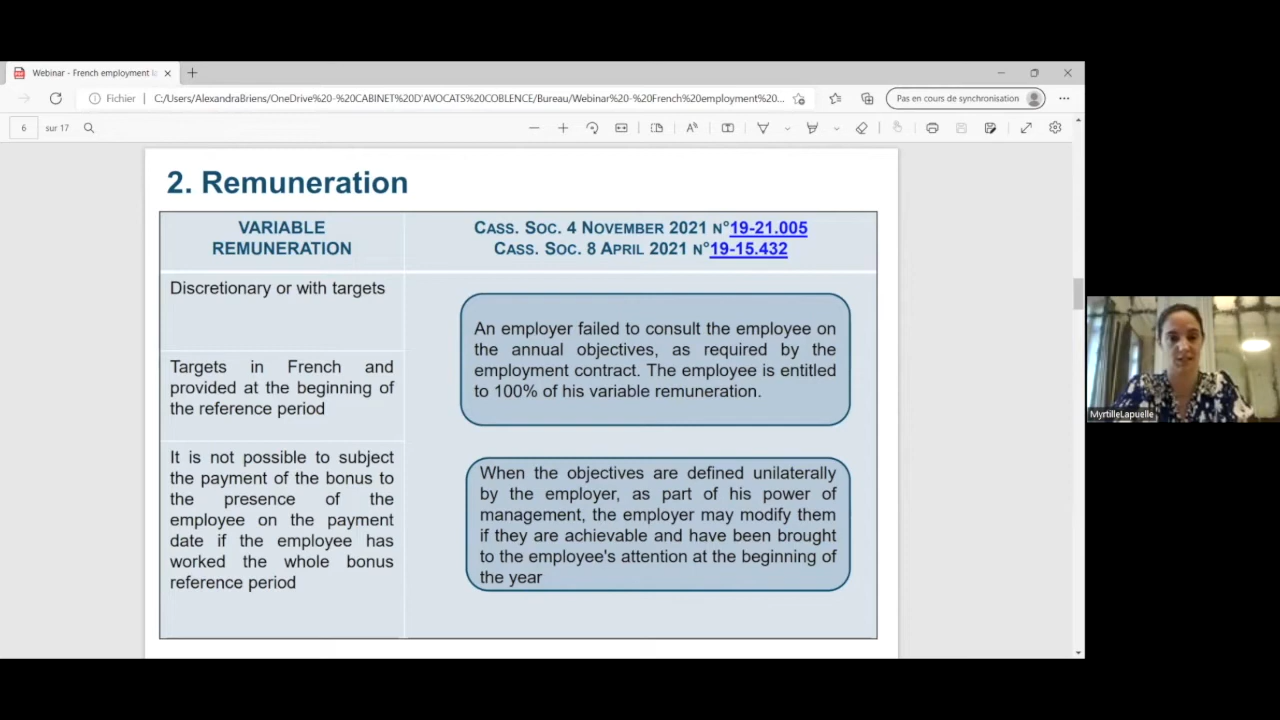 Webinar - French employment la
Fichier
C:/Users/AlexandraBriens/OneDrive%20-%20CABINET%20D'AVOCATS%20COBLENCE/Bureau/Webinar%20-%20French%20employment%20...
Pas en cours de synchronisation
6 sur 17
2. Remuneration
VARIABLE
REMUNERATION
CASS. SOC. 4 NOVEMBER 2021 N°19-21.005
CASS. SOC. 8 APRIL 2021 N°19-15.432
Discretionary or with targets
Targets in French and
provided at the beginning of
the reference period
It is not possible to subject
the payment of the bonus to
the presence of the
employee on the payment
date if the employee has
worked the whole bonus
reference period
An employer failed to consult the employee on
the annual objectives, as required by the
employment contract. The employee is entitled
to 100% of his variable remuneration.
When the objectives are defined unilaterally
by the employer, as part of his power of
management, the employer may modify them
if they are achievable and have been brought
to the employee's attention at the beginning of
the year
MyrtilleLapuelle